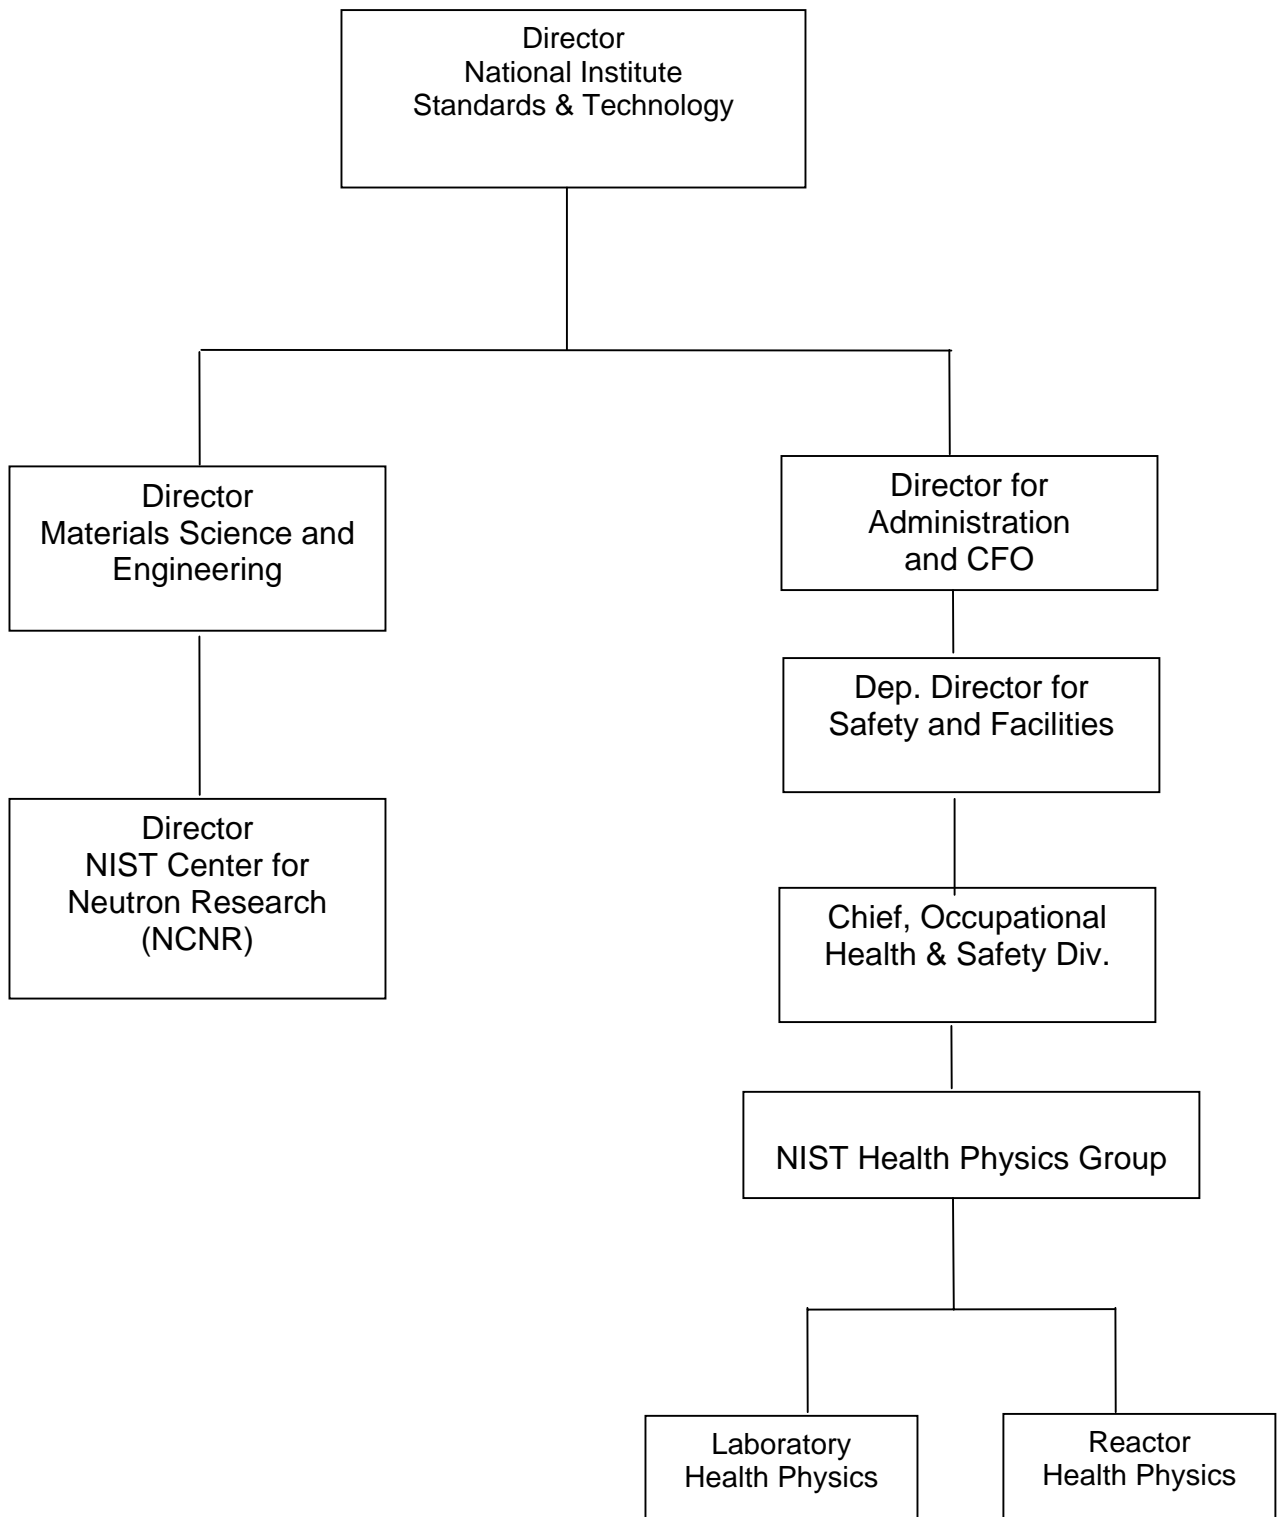 Director
National Institute
Standards & Technology
Director
Materials Science and
Engineering
Director for
Administration
and CFO
Dep. Director for
Safety and Facilities
Director
NIST Center for
Neutron Research
(NCNR)
Chief, Occupational
Health & Safety Div.
NIST Health Physics Group
Laboratory
Health Physics
Reactor
Health Physics